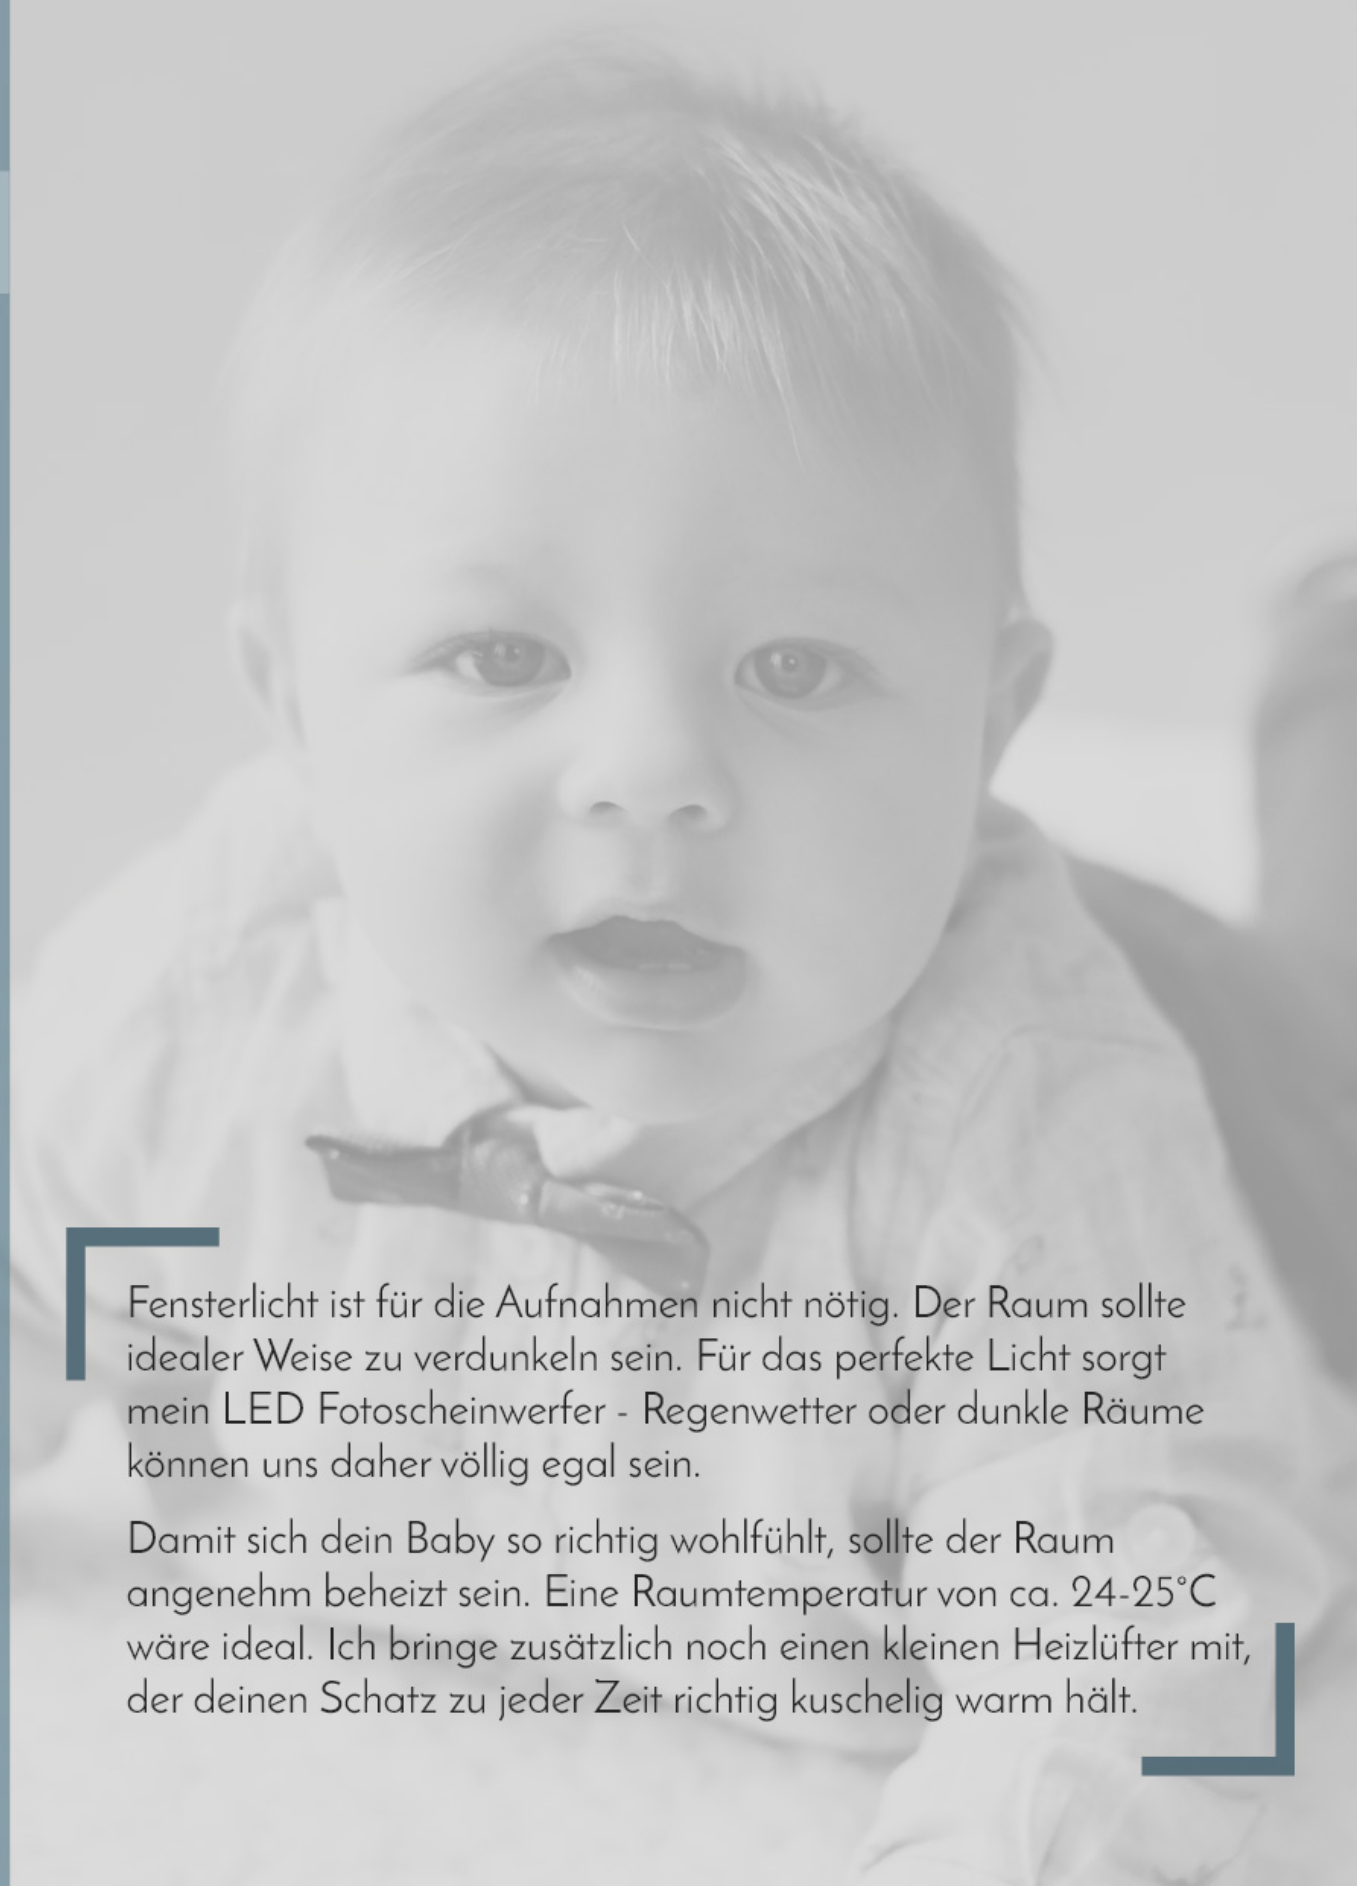 Fensterlicht ist für die Aufnahmen nicht nötig. Der Raum sollte
idealer Weise zu verdunkeln sein. Für das perfekte Licht sorgt
mein LED Fotoscheinwerfer - Regenwetter oder dunkle Räume
können uns daher völlig egal sein.
Damit sich dein Baby so richtig wohlfühlt, sollte der Raum
angenehm beheizt sein. Eine Raumtemperatur von ca. 24-25°C
wäre ideal. Ich bringe zusätzlich noch einen kleinen Heizlüfter mit,
der deinen Schatz zu jeder Zeit richtig kuschelig warm hält.